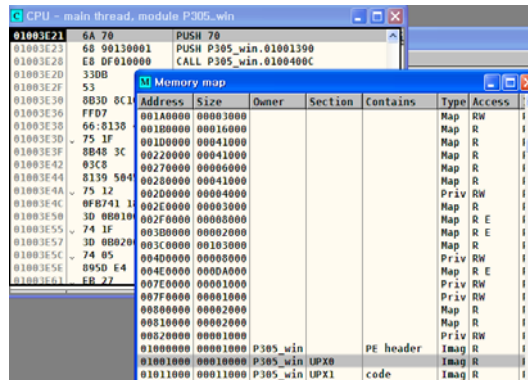 CPU - main thread, module P305_win
01003E21 6A 70 PUSH 70
01003E23 68 90130001 PUSH P305_win.01001390
01003E28 E8 DF010000 CALL P305_win.0100400C
01003E2D 33DB
01003E2F 53
01003E30 8B3D 8C10
01003E36 FFD7
01003E38 66:8138
01003E3D 75 1F
01003E3F 8B48 3C
01003E42 03C8
01003E44 8139 5045
01003E4A 75 12
01003E4C 0FB741 18
01003E50 3D 0B010
01003E55 74 1F
01003E57 3D 0B020
01003E5C 74 05
01003E5E 895D E4
01003E61 EB 27
Memory map
Address Size Owner Section Contains Type Access
001A0000 00003000 Map RW
001B0000 00016000 Map R
001D0000 00041000 Map R
00220000 00041000 Map R
00270000 00006000 Map R
00280000 00041000 Map R
002D0000 00004000 Priv RW
002E0000 00003000 Map R
002F0000 00008000 Map R E
003B0000 00002000 Map R E
003C0000 00103000 Map R
004D0000 00008000 Priv RW
004E0000 000DA000 Map R E
007E0000 00001000 Priv RW
007F0000 00001000 Priv RW
00800000 00002000 Map R
00810000 00002000 Map R
00820000 00001000 Priv RW
01000000 00001000 P305_win PE header Imag R
01001000 00010000 P305_win UPX0 Imag R
01011000 00011000 P305_win UPX1 code Imag R